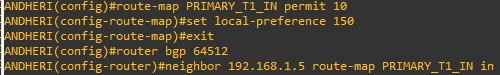 ANDHERI(config)#route-map PRIMARY_T1_IN permit 10
ANDHERI(config-route-map)#set local-preference 150
ANDHERI(config-route-map)#exit
ANDHERI(config)#router bgp 64512
ANDHERI(config-router)#neighbor 192.168.1.5 route-map PRIMARY_T1_IN in